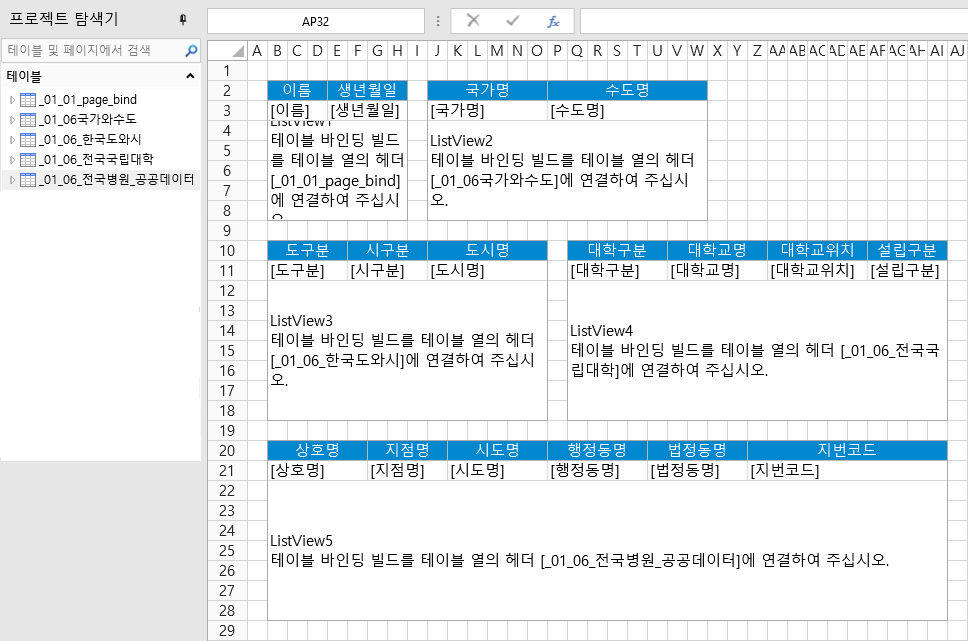 프로젝트 탐색기
테이블 및 페이지에서 검색
테이블
_01_01_page_bind
_01_06국가와수도
_01_06_한국도와시
_01_06_전국국립대학
_01_06_전국병원_공공데이터
AP32
fx
A B C D E F G H I J K L M N O P Q R S T U V W X Y Z AA AB AC AD AE AF AG AH AI AJ
1
2 이름 생년월일 국가명 수도명
3 [이름] [생년월일] [국가명] [수도명]
4
5
6
7
8
ListView1
테이블 바인딩 빌드
를 테이블 열의 헤더
[_01_01_page_bind]
에 연결하여 주십시
오.
ListView2
테이블 바인딩 빌드를 테이블 열의 헤더
[_01_06국가와수도]에 연결하여 주십시
오.
9
10 도구분 시구분 도시명 대학구분 대학교명 대학교위치 설립구분
11 [도구분] [시구분] [도시명] [대학구분] [대학교명] [대학교위치] [설립구분]
12
13
14
15
16
17
18
ListView3
테이블 바인딩 빌드를 테이블 열의 헤더
[_01_06_한국도와시]에 연결하여 주십시
오.
ListView4
테이블 바인딩 빌드를 테이블 열의 헤더 [_01_06_전국국
립대학]에 연결하여 주십시오.
19
20 상호명 지점명 시도명 행정동명 법정동명 지번코드
21 [상호명] [지점명] [시도명] [행정동명] [법정동명] [지번코드]
22
23
24
25
26
27
28
ListView5
테이블 바인딩 빌드를 테이블 열의 헤더 [_01_06_전국병원_공공데이터]에 연결하여 주십시오.
29